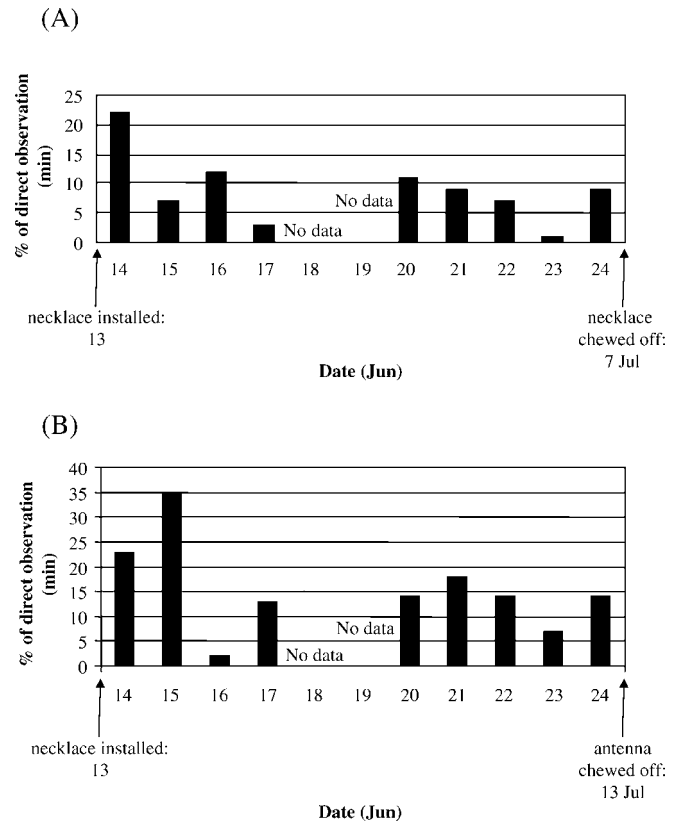 (A)
% of direct observation
(min)
25
20
15
10
5
0
No data
No data
14 15 16 17 18 19 20 21 22 23 24
necklace installed:
13
necklace
chewed off:
7 Jul
Date (Jun)
(B)
% of direct observation
(min)
40
35
30
25
20
15
10
5
0
No data
No data
14 15 16 17 18 19 20 21 22 23 24
necklace installed:
13
antenna
chewed off:
13 Jul
Date (Jun)